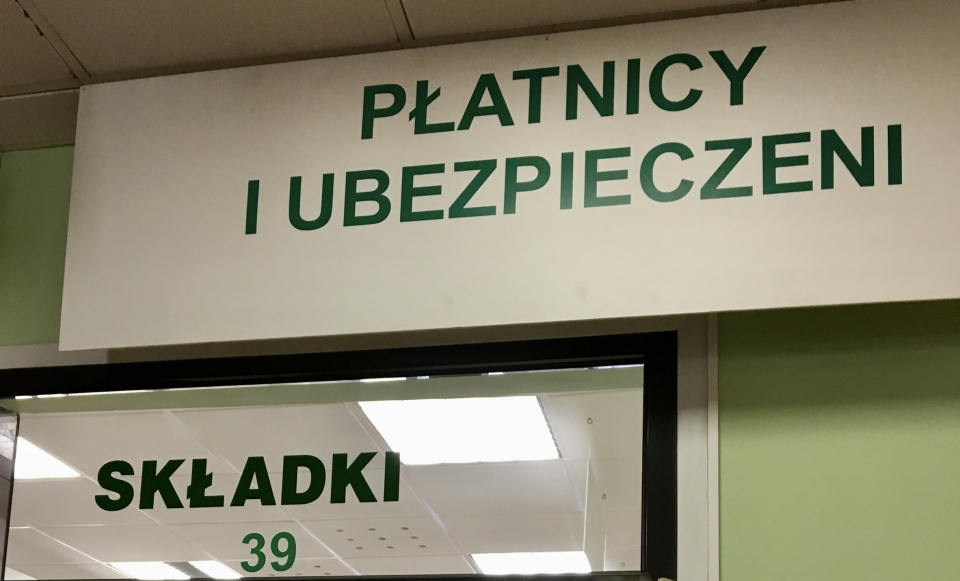 PŁATNICY
I UBEZPIECZENI
SKŁADKI
39